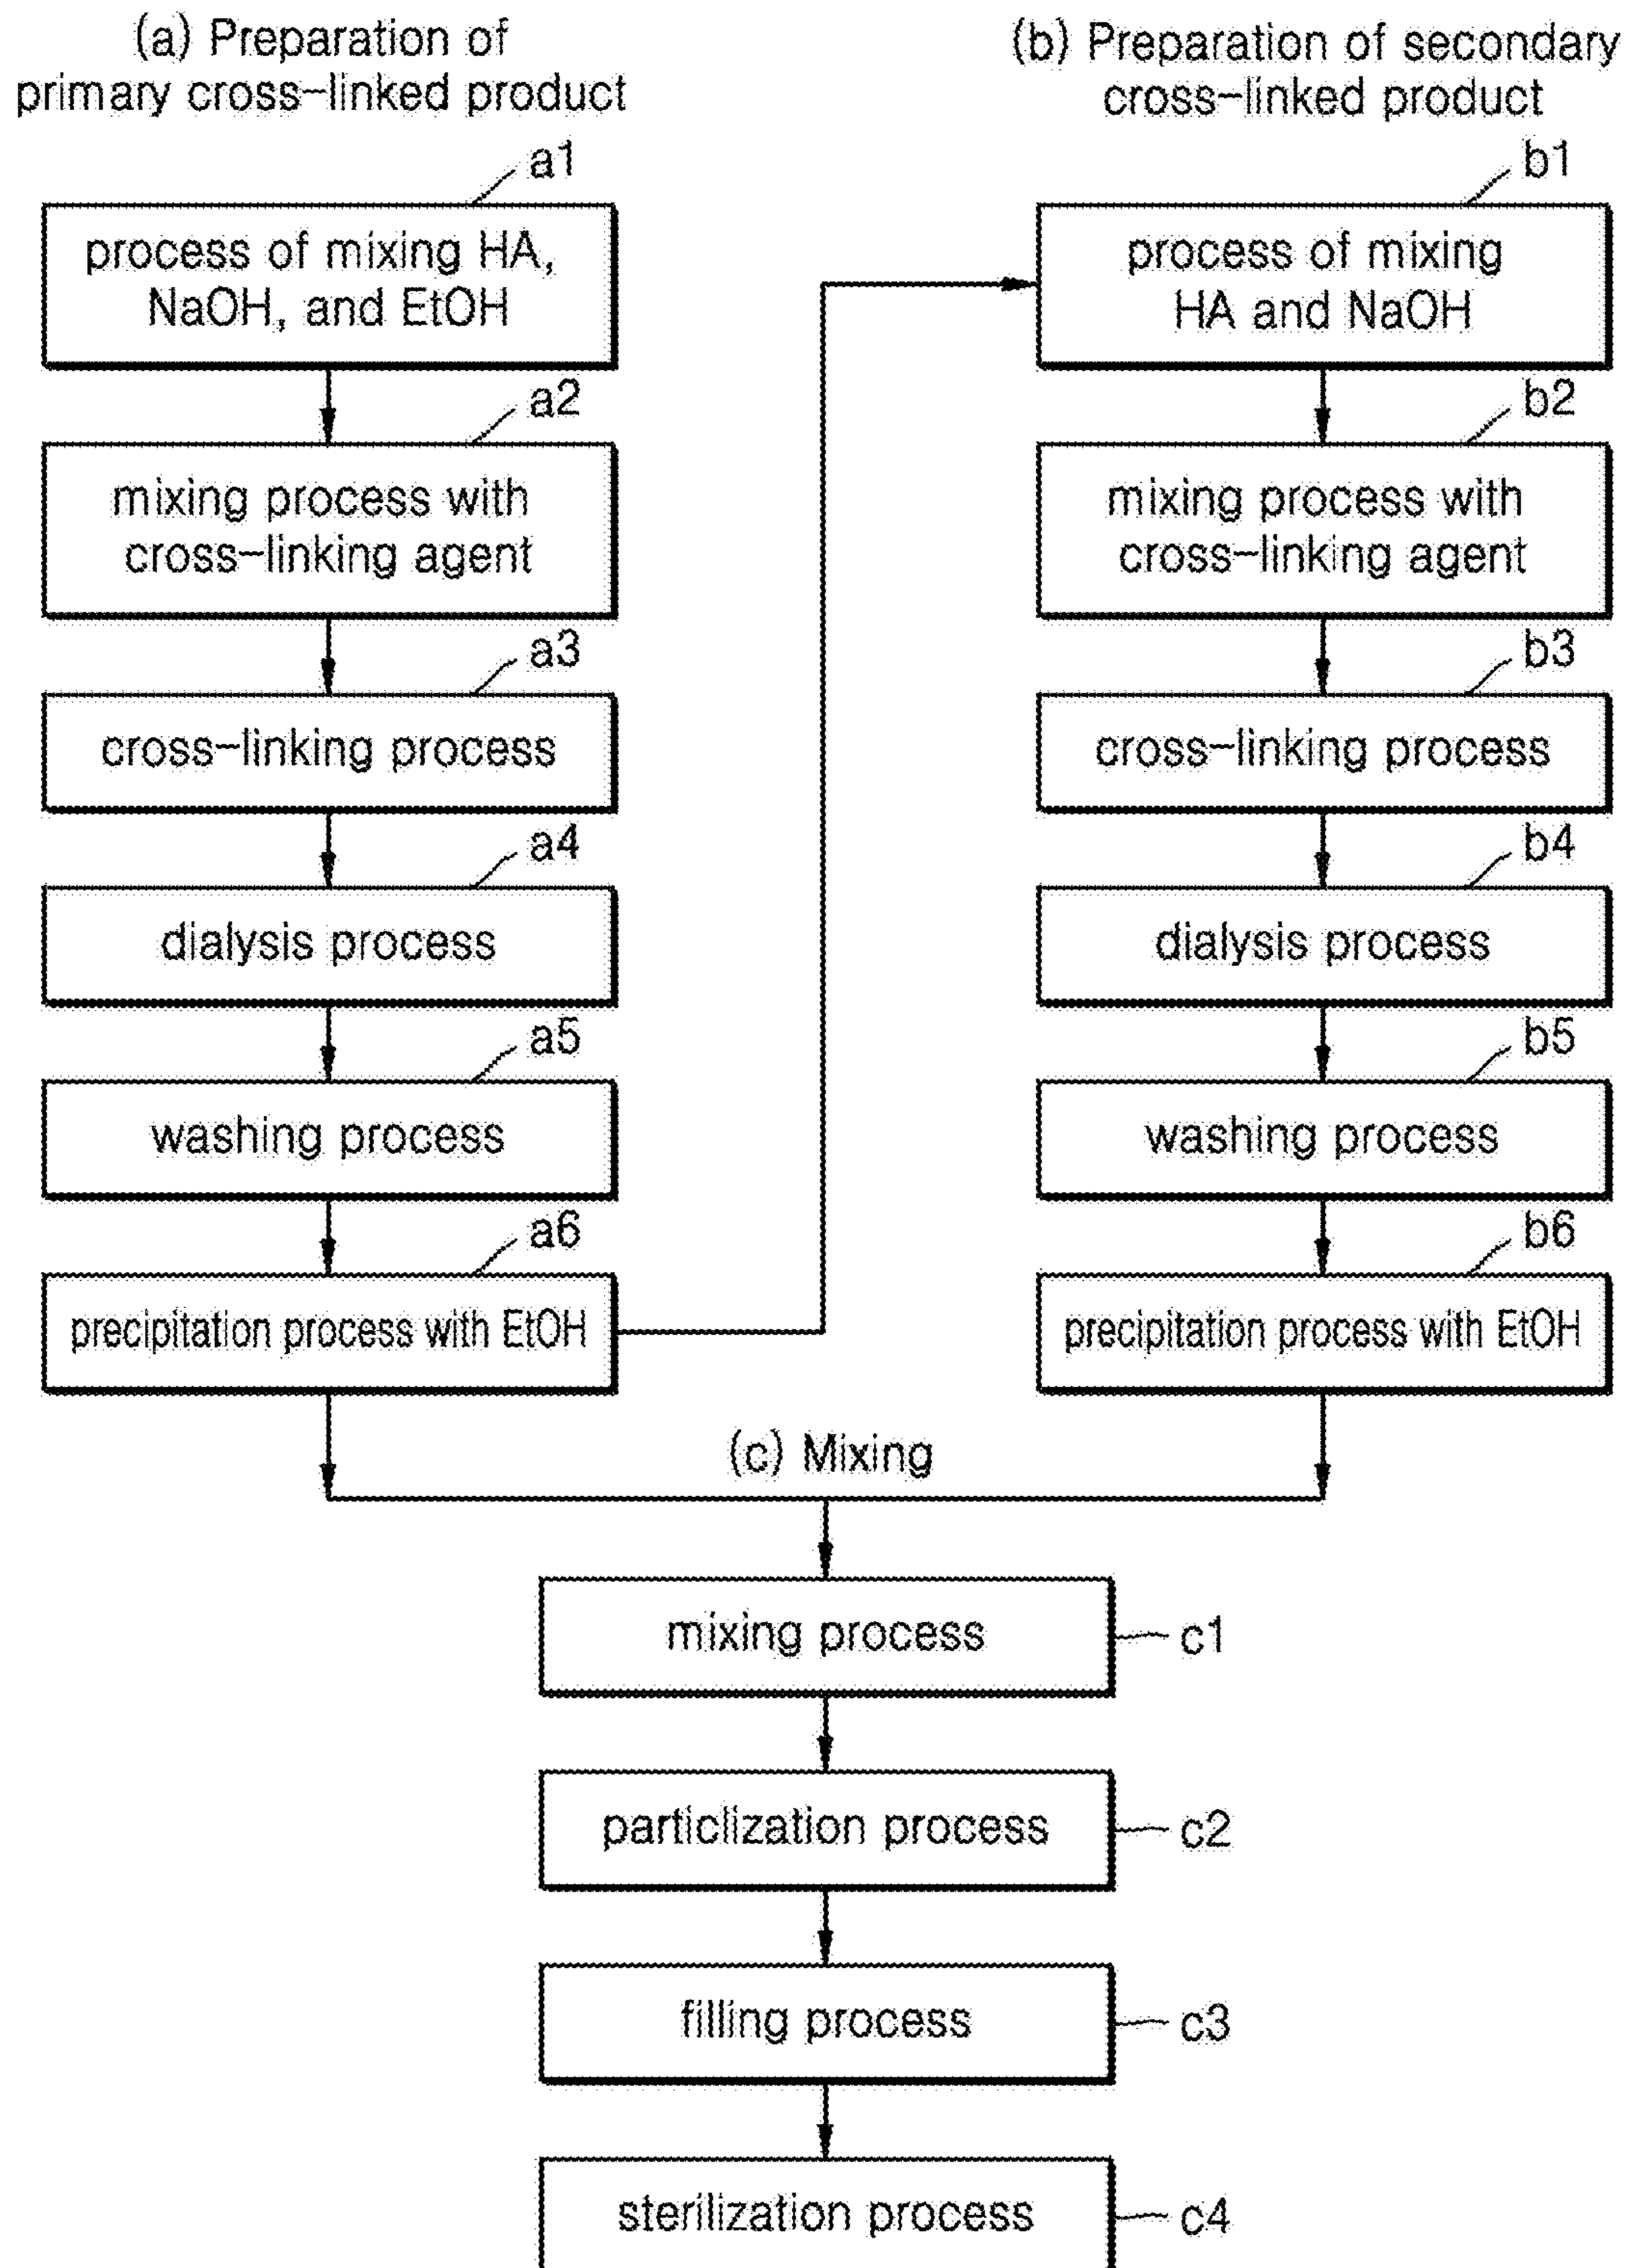 (a) Preparation of
primary cross-linked product
a1
process of mixing HA,
NaOH, and EtOH
a2
mixing process with
cross-linking agent
a3
cross-linking process
a4
dialysis process
a5
washing process
a6
precipitation process with EtOH
(b) Preparation of secondary
cross-linked product
b1
process of mixing
HA and NaOH
b2
mixing process with
cross-linking agent
b3
cross-linking process
b4
dialysis process
b5
washing process
b6
precipitation process with EtOH
(c) Mixing
mixing process
c1
particlization process
c2
filling process
c3
sterilization process
c4